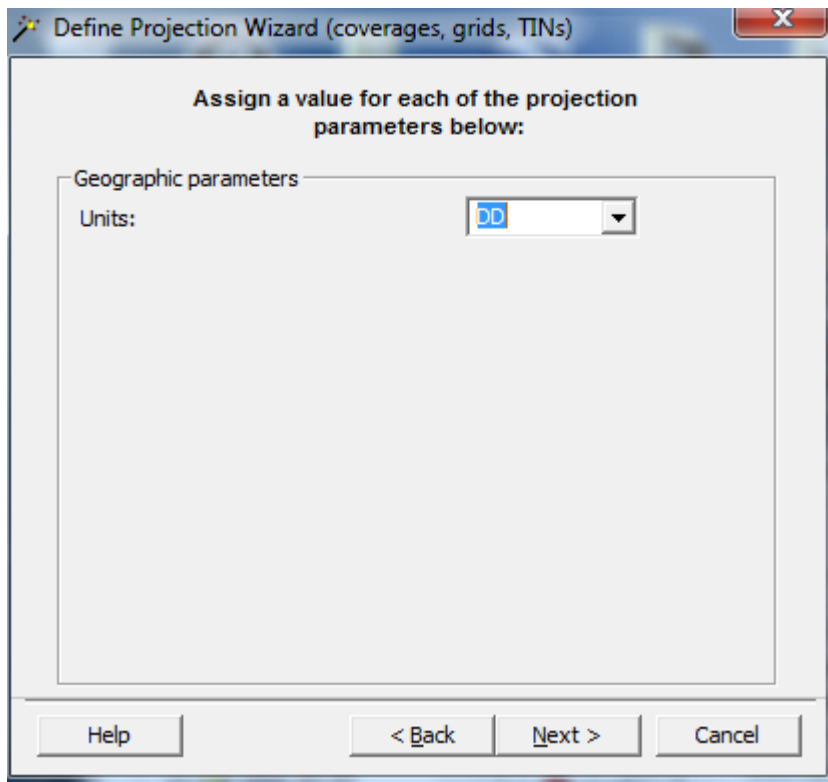 Define Projection Wizard (coverages, grids, TINs)
Assign a value for each of the projection
parameters below:
Geographic parameters
Units:
DD
Help
< Back
Next >
Cancel